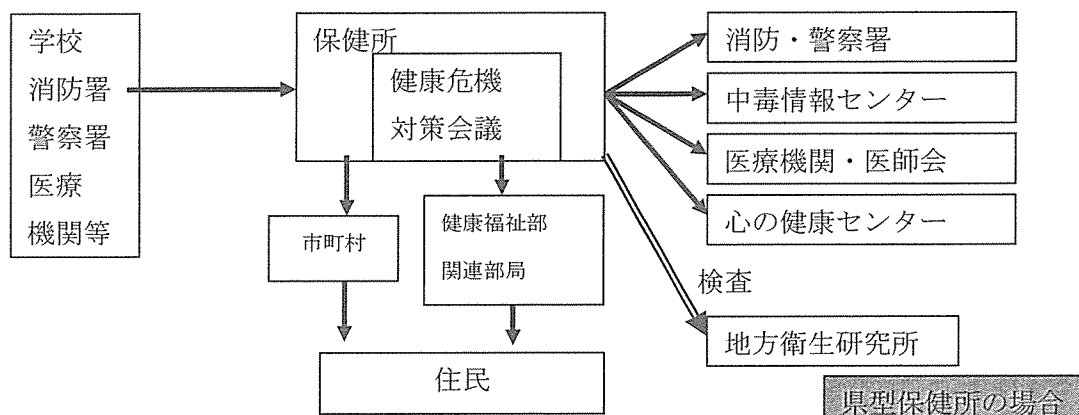 学校
消防署
警察署
医療
機関等
保健所
健康危機
対策会議
消防・警察署
中毒情報センター
医療機関・医師会
心の健康センター
市町村
健康福祉部
関連部局
検査
地方衛生研究所
住民
県型保健所の場合